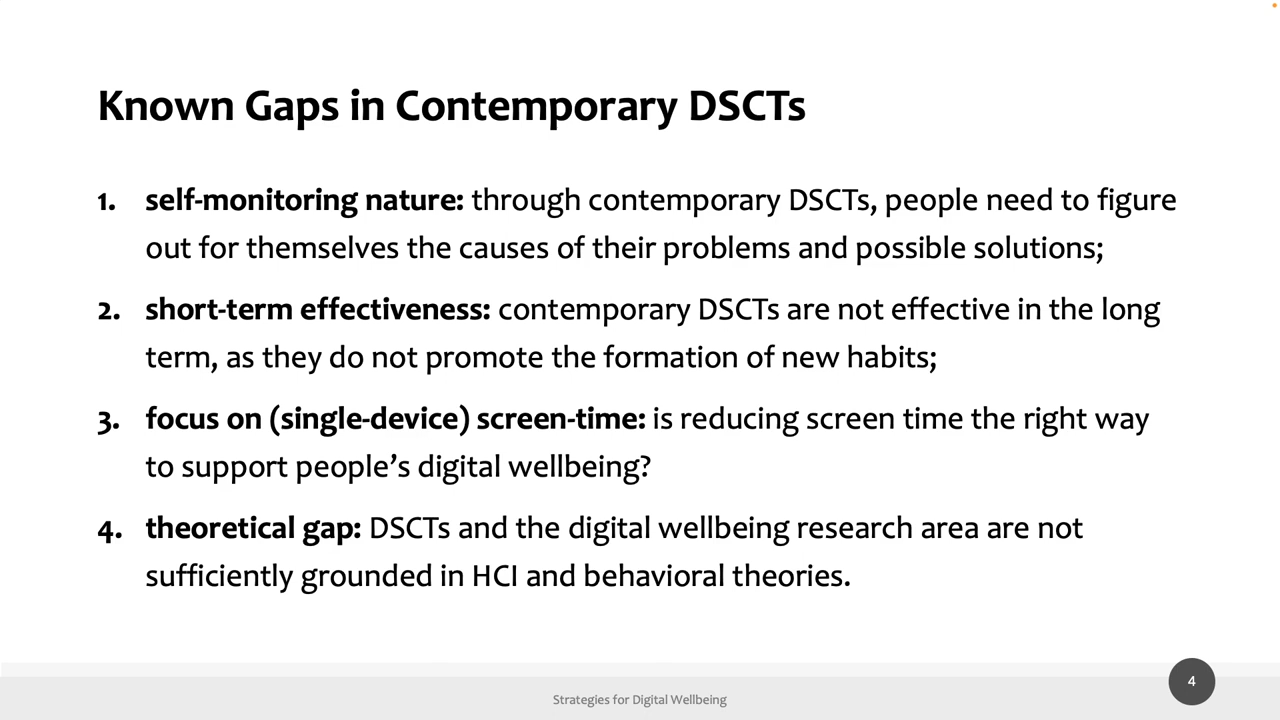 Known Gaps in Contemporary DSCTs
1. self-monitoring nature: through contemporary DSCTs, people need to figure
out for themselves the causes of their problems and possible solutions;
2. short-term effectiveness: contemporary DSCTs are not effective in the long
term, as they do not promote the formation of new habits;
3. focus on (single-device) screen-time: is reducing screen time the right way
to support people’s digital wellbeing?
4. theoretical gap: DSCTs and the digital wellbeing research area are not
sufficiently grounded in HCI and behavioral theories.
Strategies for Digital Wellbeing
4